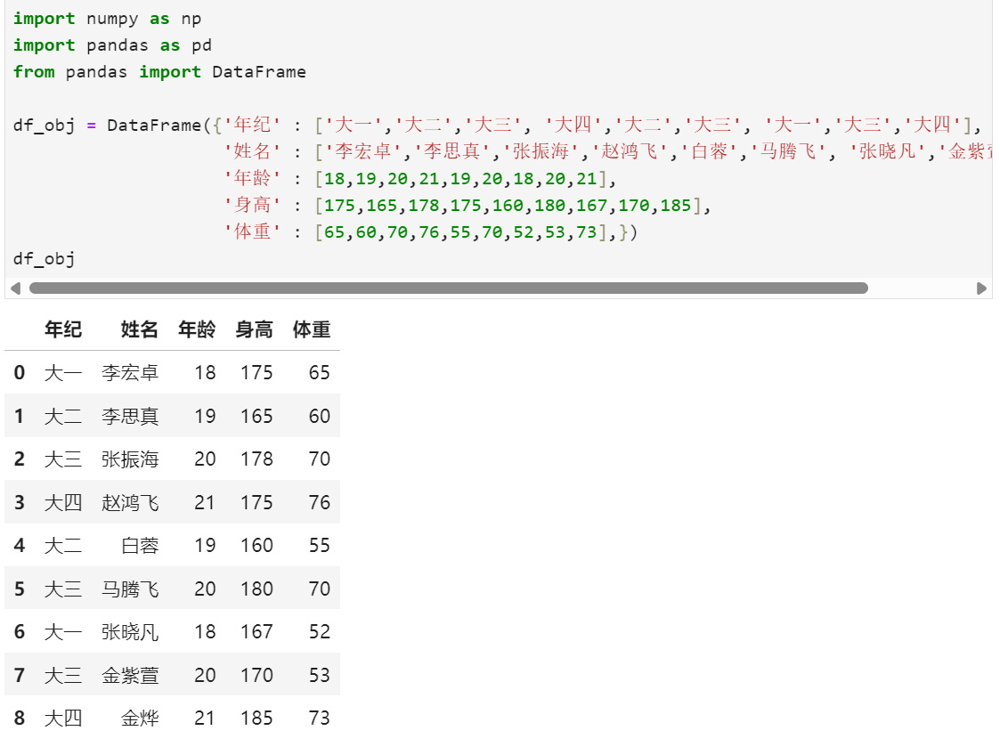 import numpy as np
import pandas as pd
from pandas import DataFrame
df_obj = DataFrame({'年纪' : ['大一','大二','大三', '大四','大二','大三', '大一','大三','大四'],
'姓名' : ['李宏卓','李思真','张振海','赵鸿飞','白蓉','马腾飞', '张晓凡','金紫萱
'年龄' : [18,19,20,21,19,20,18,20,21],
'身高' : [175,165,178,175,160,180,167,170,185],
'体重' : [65,60,70,76,55,70,52,53,73],})
df_obj
年纪 姓名 年龄 身高 体重
0 大一 李宏卓 18 175 65
1 大二 李思真 19 165 60
2 大三 张振海 20 178 70
3 大四 赵鸿飞 21 175 76
4 大二 白蓉 19 160 55
5 大三 马腾飞 20 180 70
6 大一 张晓凡 18 167 52
7 大三 金紫萱 20 170 53
8 大四 金烨 21 185 73